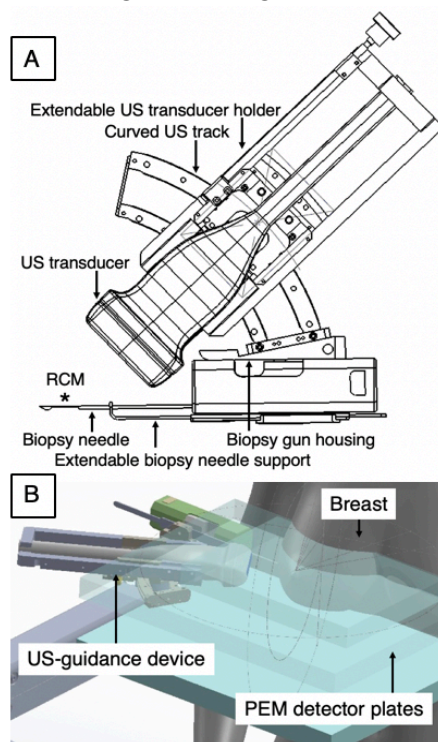 A
Extendable US transducer holder
Curved US track
US transducer
RCM
*
Biopsy needle
Biopsy gun housing
Extendable biopsy needle support
B
Breast
US-guidance device
PEM detector plates